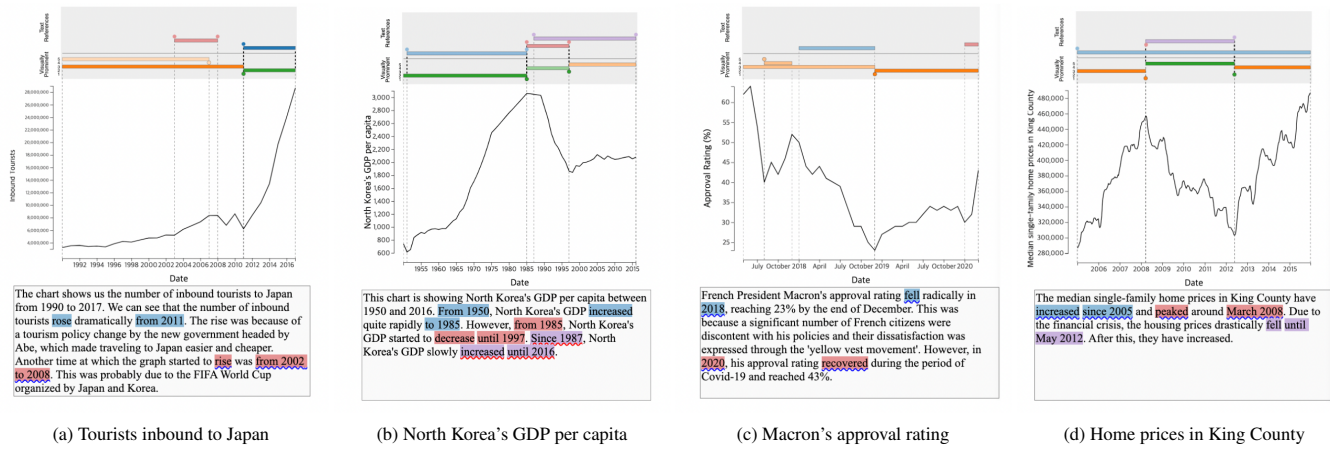 Text
References
Visually
Prominent
28,000,000
26,000,000
24,000,000
22,000,000
20,000,000
18,000,000
16,000,000
14,000,000
12,000,000
10,000,000
8,000,000
6,000,000
4,000,000
Inbound Tourists
1992 1994 1996 1998 2000 2002 2004 2006 2008 2010 2012 2014 2016
Date
The chart shows us the number of inbound tourists to Japan
from 1990 to 2017. We can see that the number of inbound
tourists rose dramatically from 2011. The rise was because of
a tourism policy change by the new government headed by
Abe, which made traveling to Japan easier and cheaper.
Another time at which the graph started to rise was from 2002
to 2008. This was probably due to the FIFA World Cup
organized by Japan and Korea.
(a) Tourists inbound to Japan
Text
References
Visually
Prominent
3,000
2,800
2,600
2,400
2,200
2,000
1,800
1,600
1,400
1,200
1,000
800
600
North Korea's GDP per capita
1955 1960 1965 1970 1975 1980 1985 1990 1995 2000 2005 2010 2015
Date
This chart is showing North Korea's GDP per capita between
1950 and 2016. From 1950, North Korea's GDP increased
quite rapidly to 1985. However, from 1985, North Korea's
GDP started to decrease until 1997. Since 1987, North
Korea's GDP slowly increased until 2016.
(b) North Korea's GDP per capita
Text
References
Visually
Prominent
60
55
50
45
40
35
30
25
Approval Rating (%)
July October 2018 April July October 2019 April July October 2020
Date
French President Macron's approval rating fell radically in
2018, reaching 23% by the end of December. This was
because a significant number of French citizens were
discontent with his policies and their dissatisfaction was
expressed through the 'yellow vest movement'. However, in
2020, his approval rating recovered during the period of
Covid-19 and reached 43%.
(c) Macron's approval rating
Text
References
Visually
Prominent
480,000
460,000
440,000
420,000
400,000
380,000
360,000
340,000
320,000
300,000
280,000
Median single-family home prices in King County
2006 2007 2008 2009 2010 2011 2012 2013 2014 2015
Date
The median single-family home prices in King County have
increased since 2005 and peaked around March 2008. Due to
the financial crisis, the housing prices drastically fell until
May 2012. After this, they have increased.
(d) Home prices in King County